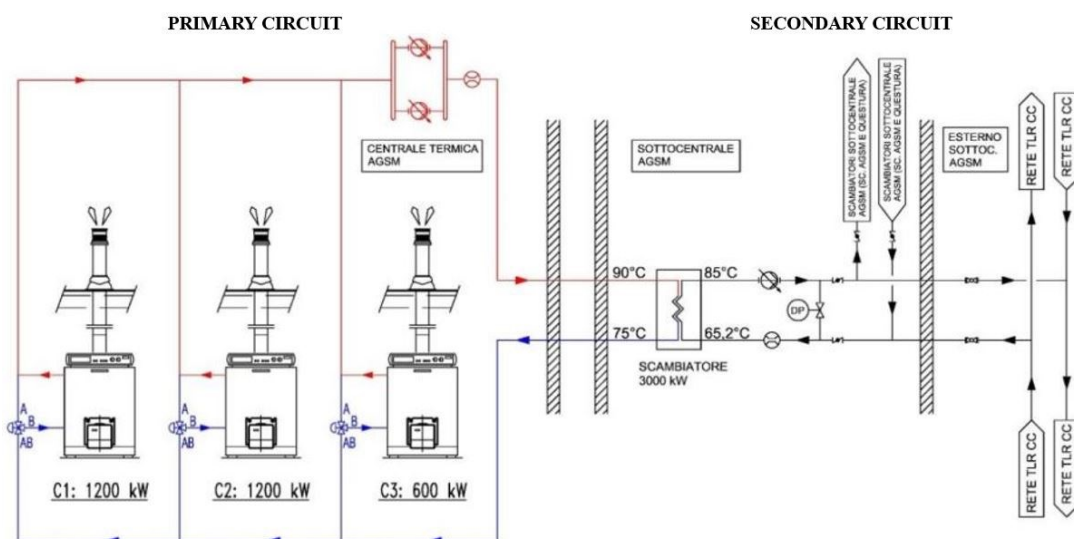 PRIMARY CIRCUIT
SECONDARY CIRCUIT
CENTRALE TERMICA
AGSM
SOTTOCENTRALE
AGSM
SCAMBIATORI SOTTOCENTRALE
AGSM (SC. AGSM E QUESTURA)
SCAMBIATORI SOTTOCENTRALE
AGSM (SC. AGSM E QUESTURA)
ESTERNO
SOTTOC.
AGSM
RETE TLR CC
RETE TLR CC
90°C
85°C
DP
75°C
65,2°C
SCAMBIATORE
3000 kW
A
B
AB
A
B
AB
A
B
AB
C1: 1200 kW
C2: 1200 kW
C3: 600 kW
RETE TLR CC
RETE TLR CC